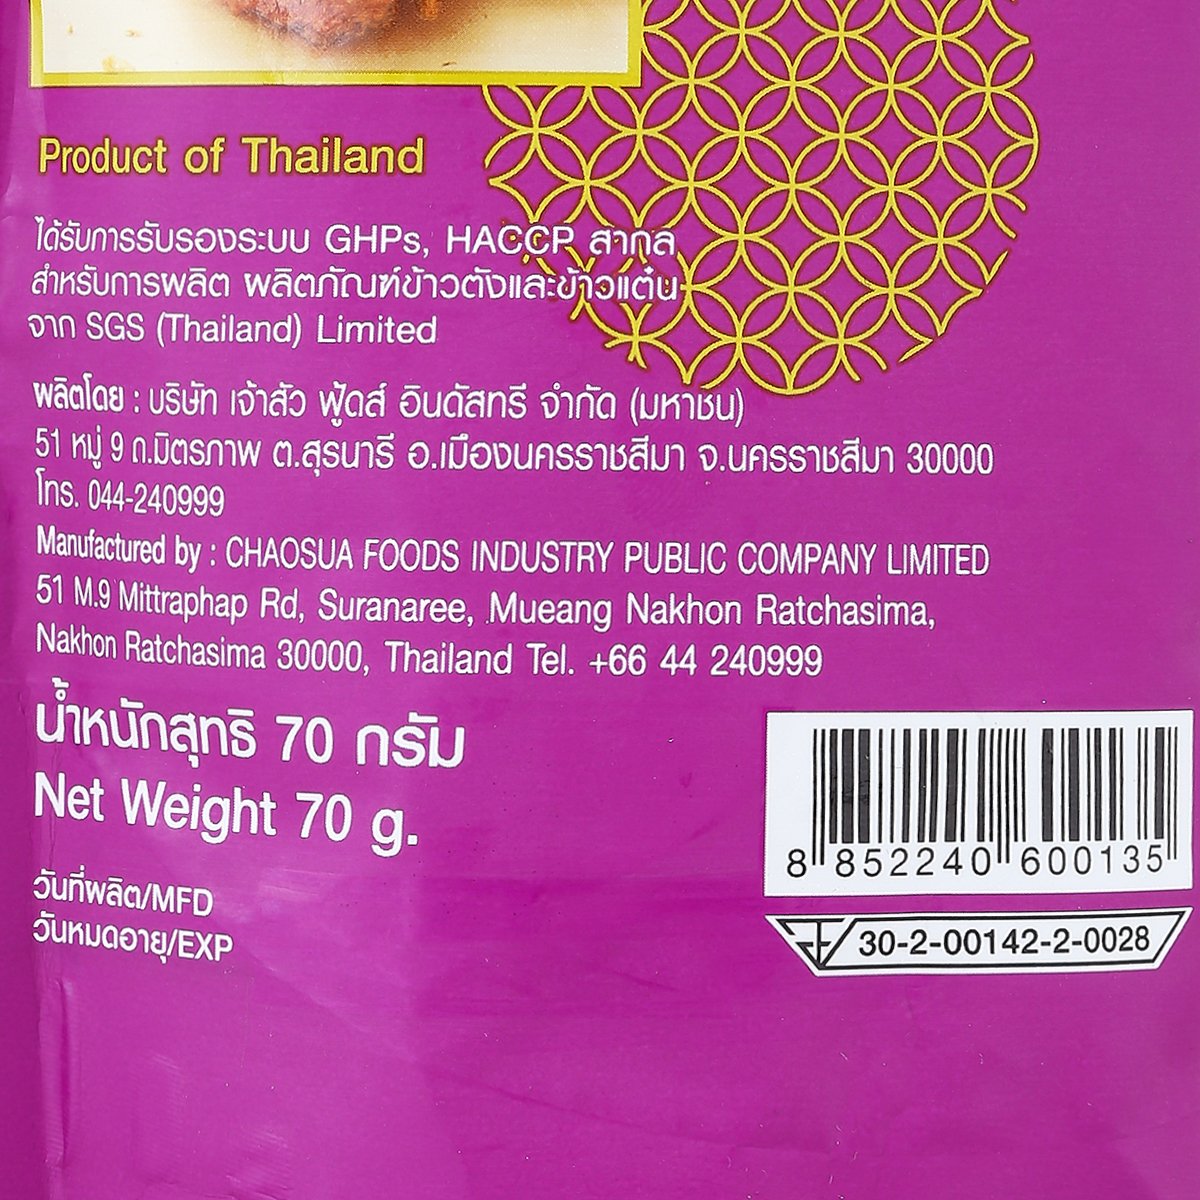 Product of Thailand
ได้รับการรับรองระบบ GHPs, HACCP สากล
สำหรับการผลิต ผลิตภัณฑ์ข้าวตังและข้าวแต๋น
จาก SGS (Thailand) Limited
ผลิตโดย : บริษัท เจ้าสัว ฟู้ดส์ อินดัสทรี จำกัด (มหาชน)
51 หมู่ 9 ถ.มิตรภาพ ต.สุรนารี อ.เมืองนครราชสีมา จ.นครราชสีมา 30000
โทร. 044-240999
Manufactured by : CHAOSUA FOODS INDUSTRY PUBLIC COMPANY LIMITED
51 M.9 Mittraphap Rd, Suranaree, Mueang Nakhon Ratchasima,
Nakhon Ratchasima 30000, Thailand Tel. +66 44 240999
น้ำหนักสุทธิ 70 กรัม
Net Weight 70 g.
8 852240 600135
วันที่ผลิต/MFD
วันหมดอายุ/EXP
30-2-00142-2-0028